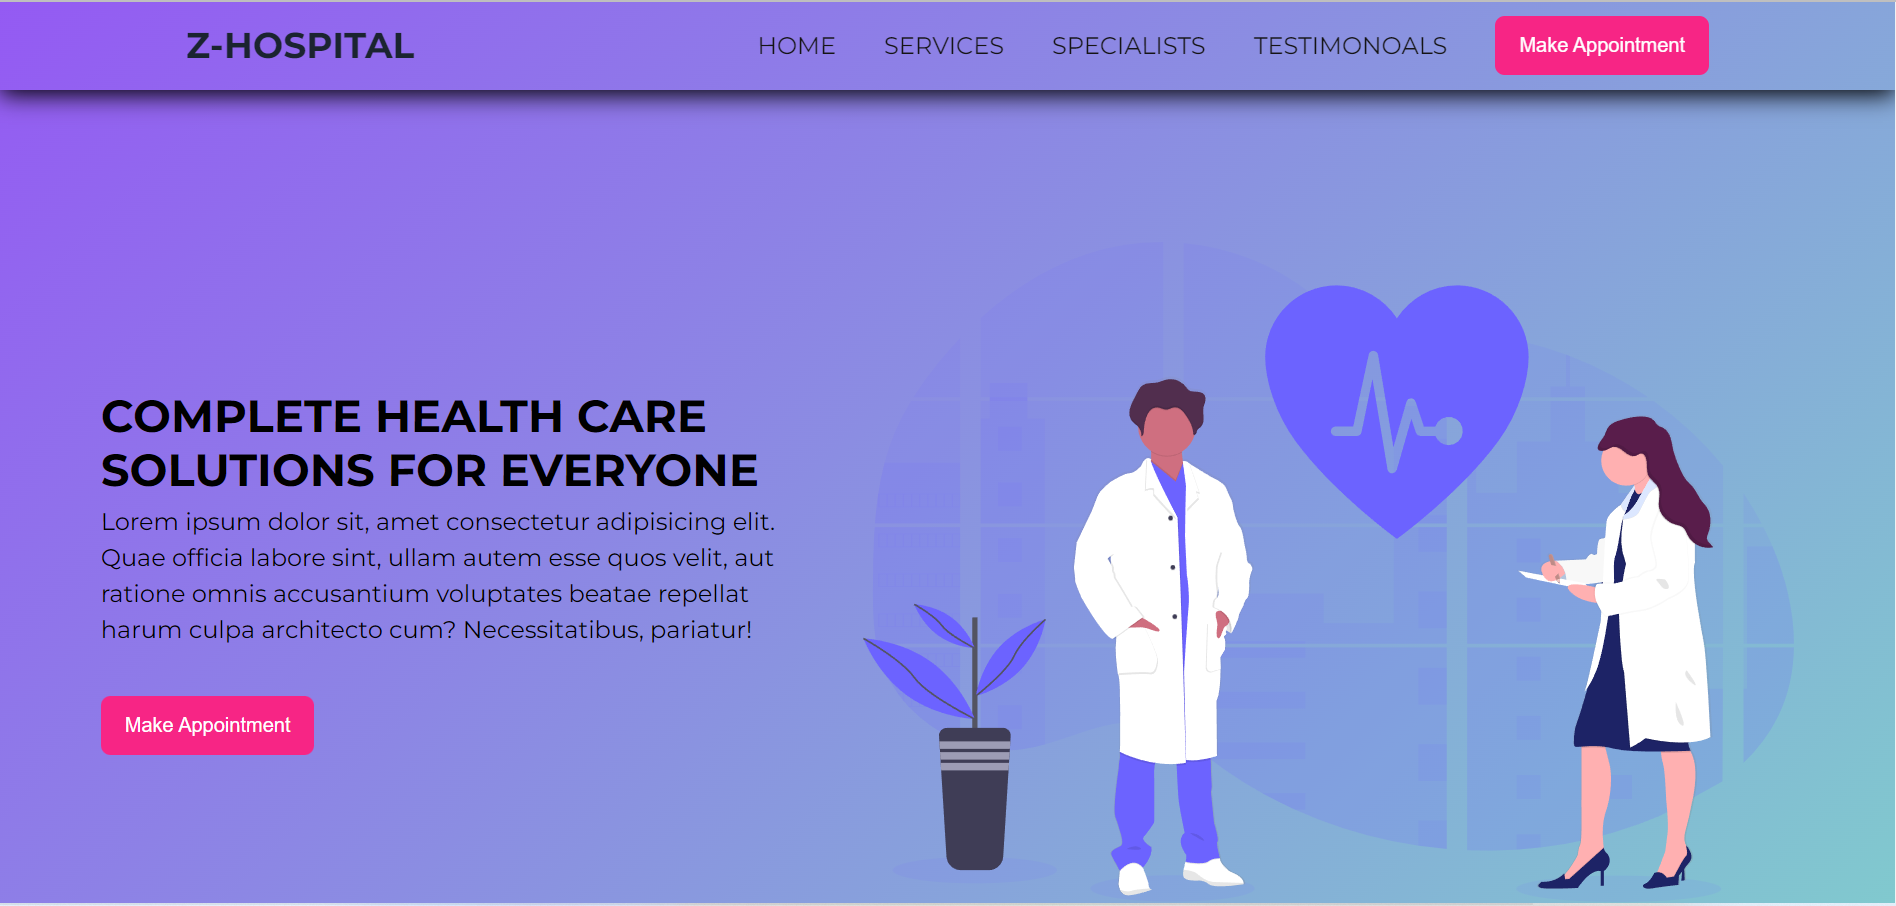 Z-HOSPITAL
HOME
SERVICES
SPECIALISTS
TESTIMONOALS
Make Appointment
COMPLETE HEALTH CARE
SOLUTIONS FOR EVERYONE
Lorem ipsum dolor sit, amet consectetur adipisicing elit.
Quae officia labore sint, ullam autem esse quos velit, aut
ratione omnis accusantium voluptates beatae repellat
harum culpa architecto cum? Necessitatibus, pariatur!
Make Appointment